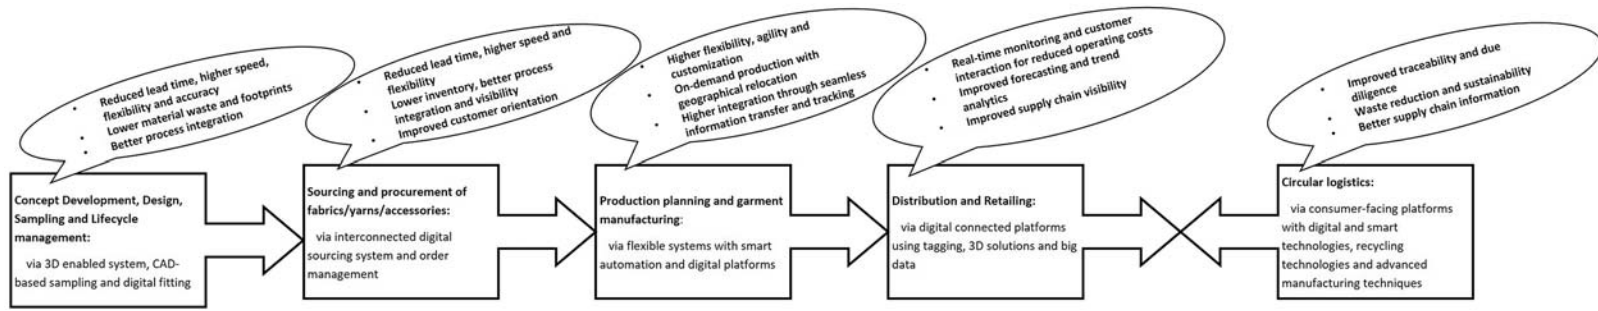 • Reduced lead time, higher speed,
flexibility and accuracy
• Lower material waste and footprints
• Better process integration
Concept Development, Design,
Sampling and Lifecycle
management:
via 3D enabled system, CAD-
based sampling and digital fitting
• Reduced lead time, higher speed and
flexibility
• Lower inventory, better process
integration and visibility
• Improved customer orientation
Sourcing and procurement of
fabrics/yarns/accessories:
via interconnected digital
sourcing system and order
management
• Higher flexibility, agility and
customization
• On-demand production with
geographical relocation
• Higher integration through seamless
information transfer and tracking
Production planning and garment
manufacturing:
via flexible systems with smart
automation and digital platforms
• Real-time monitoring and customer
interaction for reduced operating costs
• Improved forecasting and trend
analytics
• Improved supply chain visibility
Distribution and Retailing:
via digital connected platforms
using tagging, 3D solutions and big
data
• Improved traceability and due
diligence
• Waste reduction and sustainability
• Better supply chain information
Circular logistics:
via consumer-facing platforms
with digital and smart
technologies, recycling
technologies and advanced
manufacturing techniques